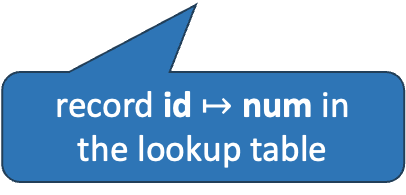 record id ↦ num in
the lookup table